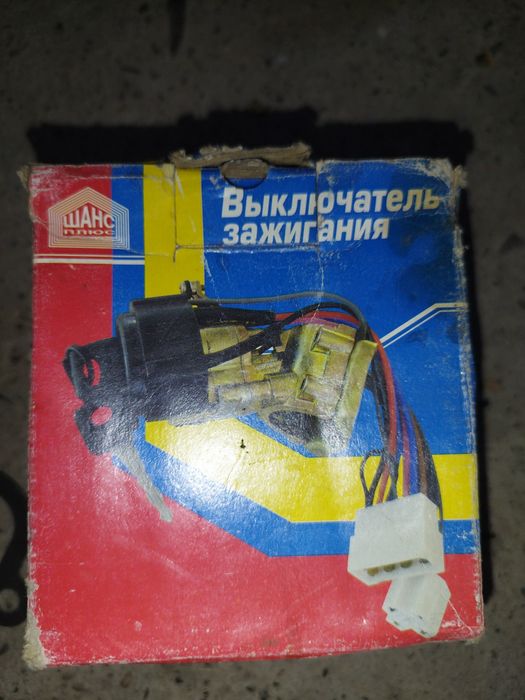 ШАНС
ПЛЮС
Выключатель
зажигания